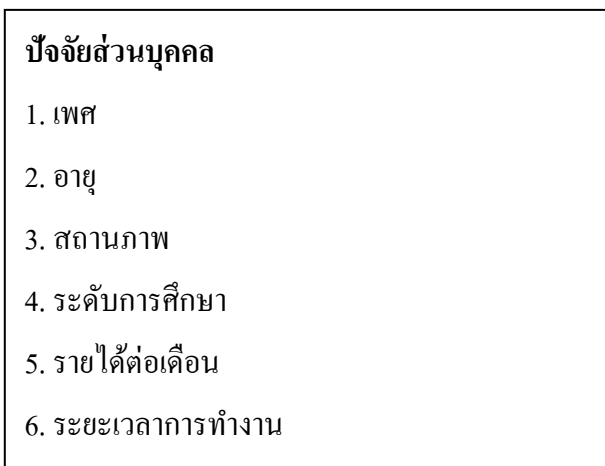 ปัจจัยส่วนบุคคล
1. เพศ
2. อายุ
3. สถานภาพ
4. ระดับการศึกษา
5. รายได้ต่อเดือน
6. ระยะเวลาการทำงาน